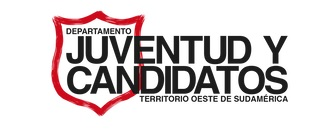 DEPARTAMENTO
JUVENTUD Y
CANDIDATOS
TERRITORIO OESTE DE SUDAMÉRICA